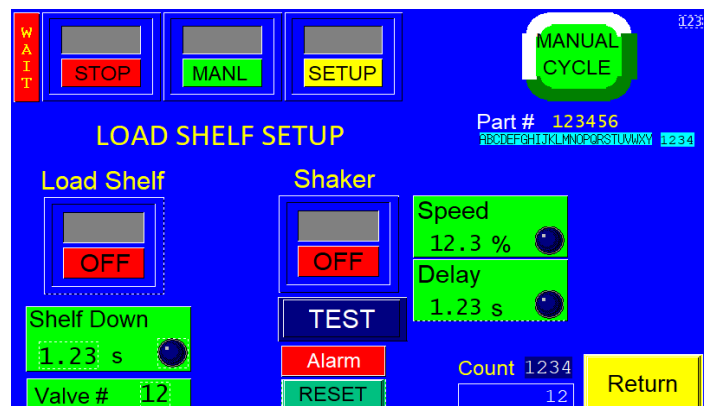 WAIT
STOP
MANL
SETUP
MANUAL
CYCLE
123
LOAD SHELF SETUP
Part # 123456
ABCDEFGHIJKLMNOPQRSTUVWXY 1234
Load Shelf
OFF
Shaker
OFF
Speed
12.3 %
Delay
1.23 s
Shelf Down
1.23 s
Valve # 12
TEST
Alarm
RESET
Count 1234
12
Return